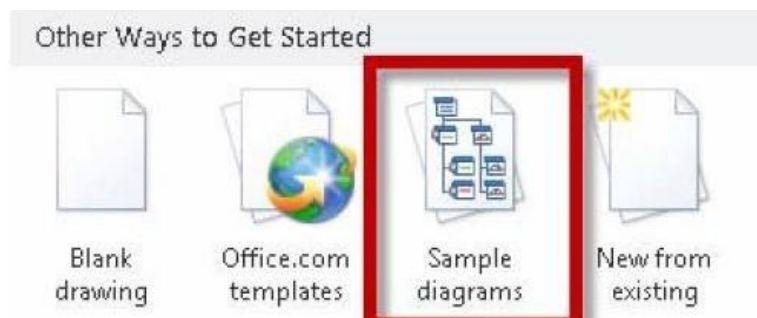 Other Ways to Get Started
Blank
drawing
Office.com
templates
Sample
diagrams
New from
existing